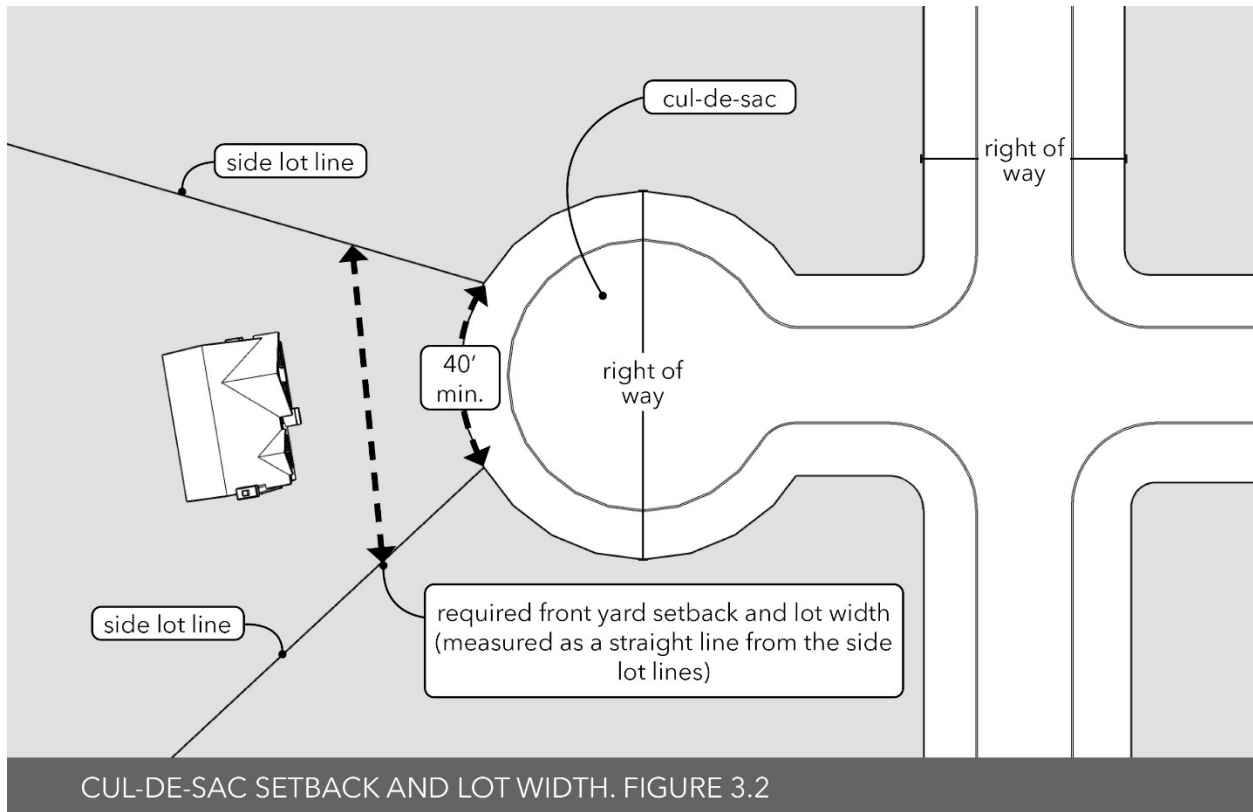 cul-de-sac
right of
way
side lot line
40’
min.
right of
way
required front yard setback and lot width
(measured as a straight line from the side
lot lines)
side lot line
CUL-DE-SAC SETBACK AND LOT WIDTH. FIGURE 3.2